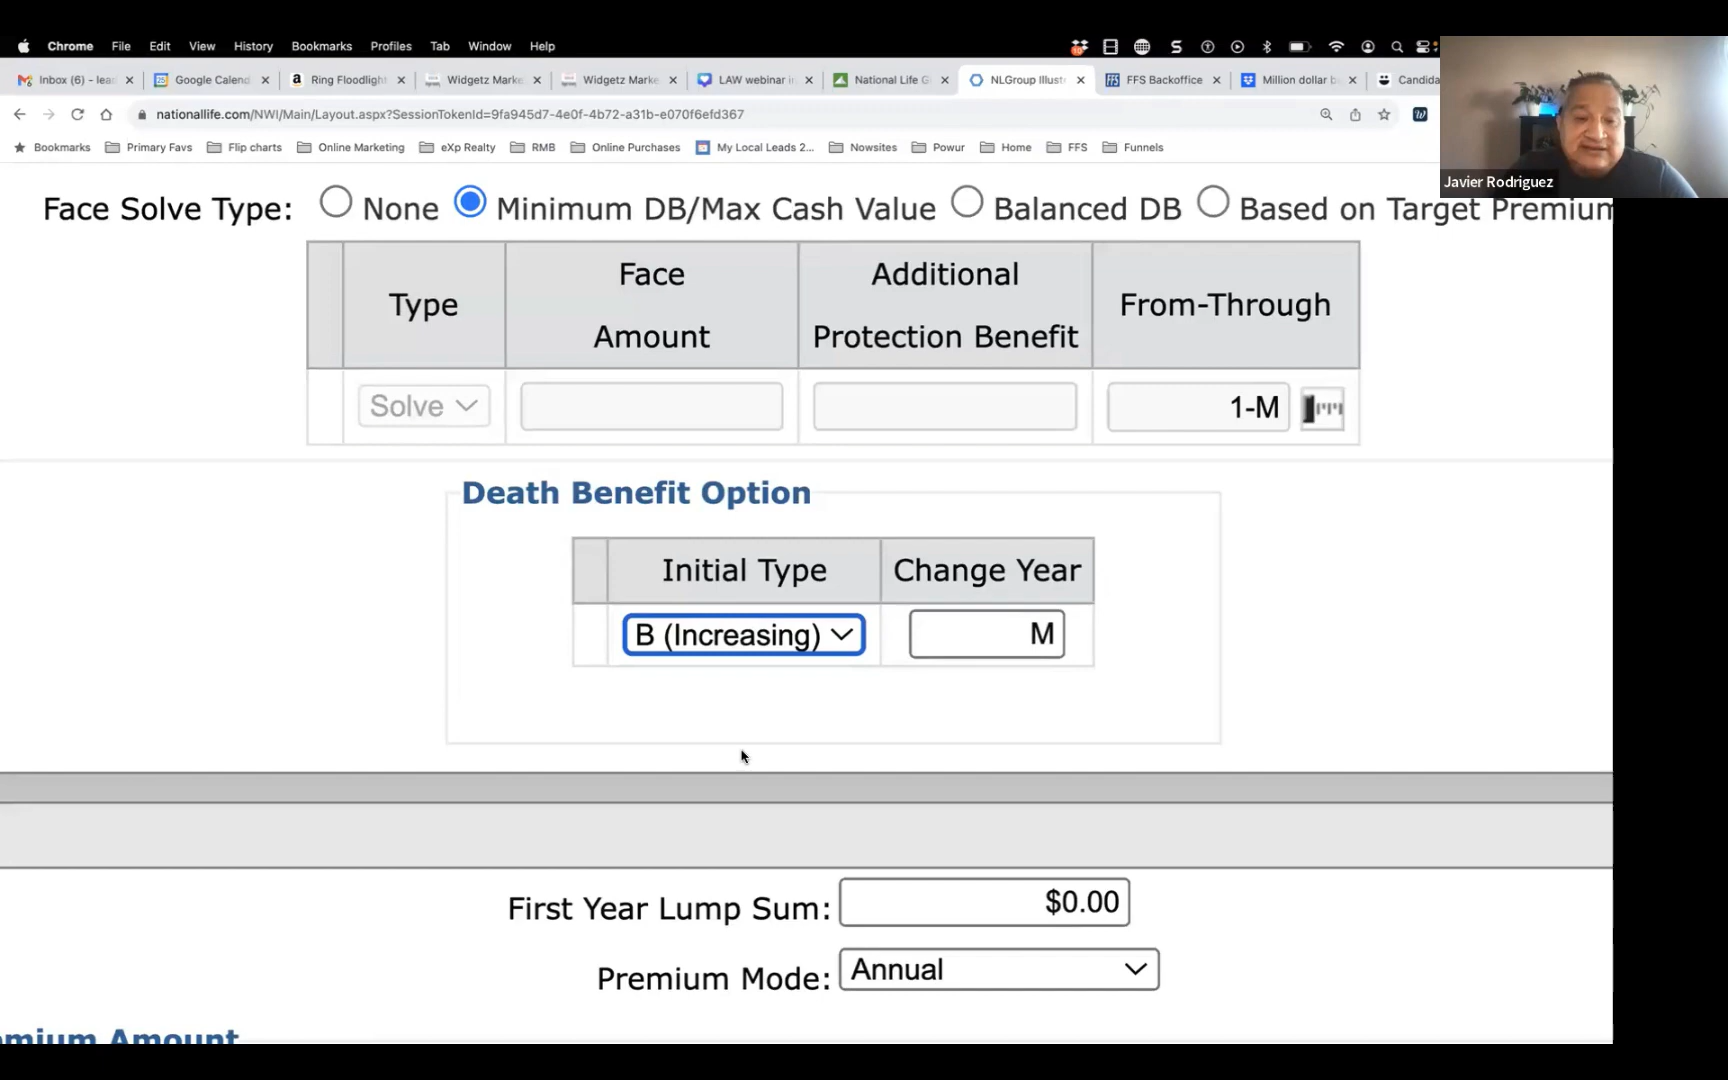 Chrome File Edit View History Bookmarks Profiles Tab Window Help
Inbox (6) – lea Google Calend Ring Floodlight Widgetz Marke Widgetz Marke LAW webinar i National Life G NLGroup Illustr FFS Backoffice Million dollar b Candida
nationallife.com/NWI/Main/Layout.aspx?SessionTokenId=9fa945d7-4e0f-4b72-a31b-e070f6efd367
Bookmarks Primary Favs Flip charts Online Marketing eXp Realty RMB Online Purchases My Local Leads 2... Nowsites Powur Home FFS Funnels
Javier Rodriguez
Face Solve Type: None Minimum DB/Max Cash Value Balanced DB Based on Target Premium
Type Face Amount Additional Protection Benefit From-Through
Solve 1-M
Death Benefit Option
Initial Type Change Year
B (Increasing) M
First Year Lump Sum: $0.00
Premium Mode: Annual
mium Amount